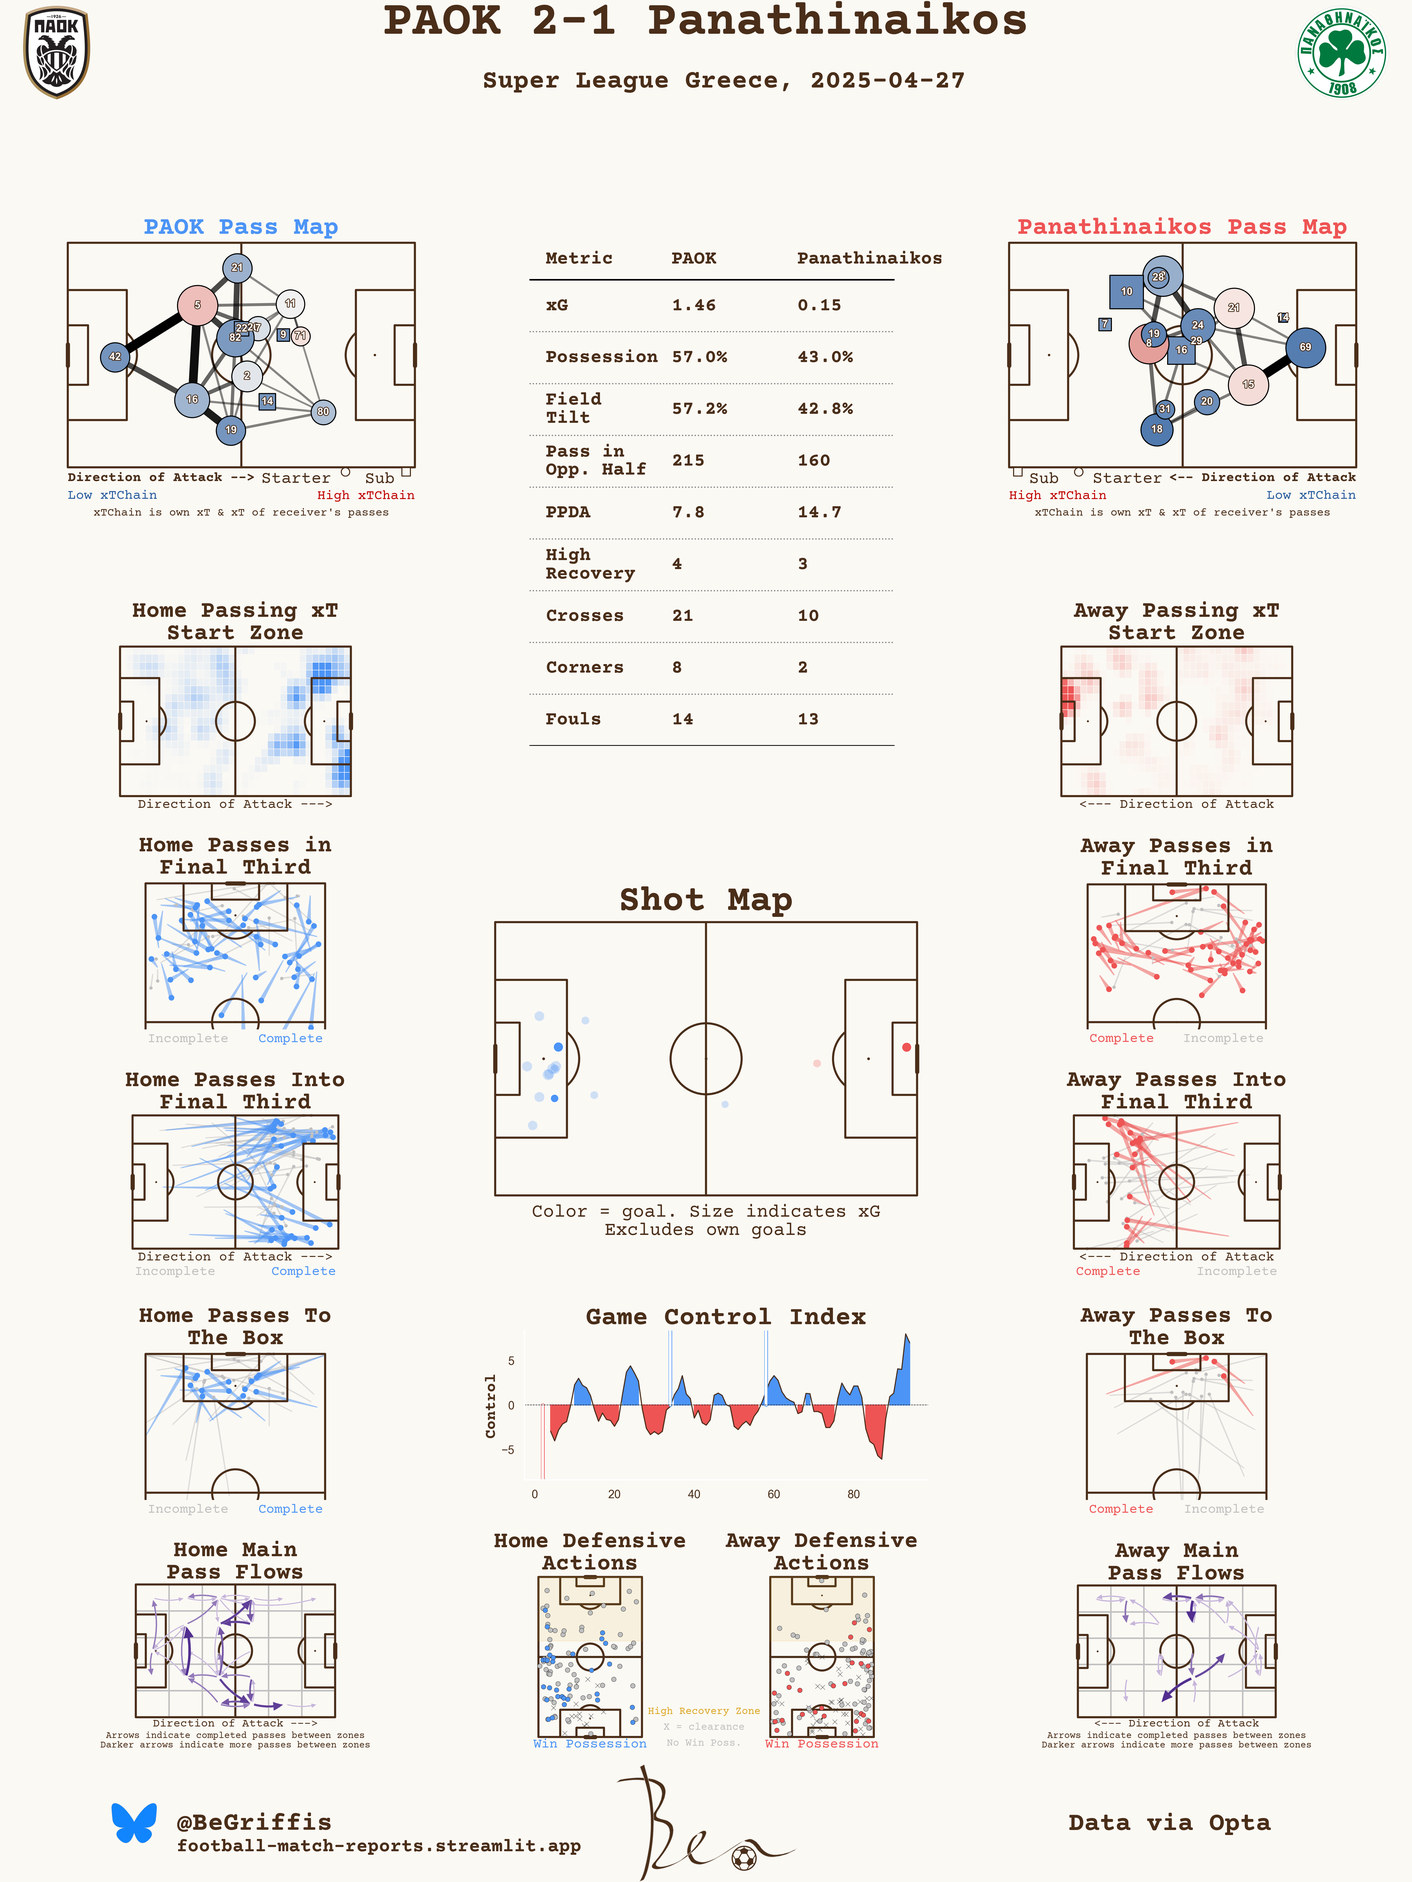 PAOK 2-1 Panathinaikos
Super League Greece, 2025-04-27
1926
ΠΑΟΚ
ΠΑΝΑΘΗΝΑΪΚΟΣ
1908
PAOK Pass Map
21
5
11
22
27
82
9
71
42
2
16
14
80
19
Direction of Attack --> Starter Sub
Low xTChain High xTChain
xTChain is own xT & xT of receiver's passes
Metric PAOK Panathinaikos
xG 1.46 0.15
Possession 57.0% 43.0%
Field
Tilt 57.2% 42.8%
Pass in
Opp. Half 215 160
PPDA 7.8 14.7
High
Recovery 4 3
Crosses 21 10
Corners 8 2
Fouls 14 13
Panathinaikos Pass Map
28
10
21
7
24
14
19
8
29
16
69
15
31
20
18
Sub Starter <-- Direction of Attack
High xTChain Low xTChain
xTChain is own xT & xT of receiver's passes
Home Passing xT
Start Zone
Direction of Attack --->
Away Passing xT
Start Zone
<--- Direction of Attack
Home Passes in
Final Third
Incomplete Complete
Away Passes in
Final Third
Complete Incomplete
Shot Map
Color = goal. Size indicates xG
Excludes own goals
Home Passes Into
Final Third
Direction of Attack --->
Incomplete Complete
Away Passes Into
Final Third
<--- Direction of Attack
Complete Incomplete
Home Passes To
The Box
Incomplete Complete
Game Control Index
Control
5
0
−5
0 20 40 60 80
Away Passes To
The Box
Complete Incomplete
Home Main
Pass Flows
Direction of Attack --->
Arrows indicate completed passes between zones
Darker arrows indicate more passes between zones
Home Defensive
Actions
Win Possession
High Recovery Zone
X = clearance
No Win Poss.
Away Defensive
Actions
Win Possession
Away Main
Pass Flows
<--- Direction of Attack
Arrows indicate completed passes between zones
Darker arrows indicate more passes between zones
@BeGriffis
football-match-reports.streamlit.app
Ben
Data via Opta